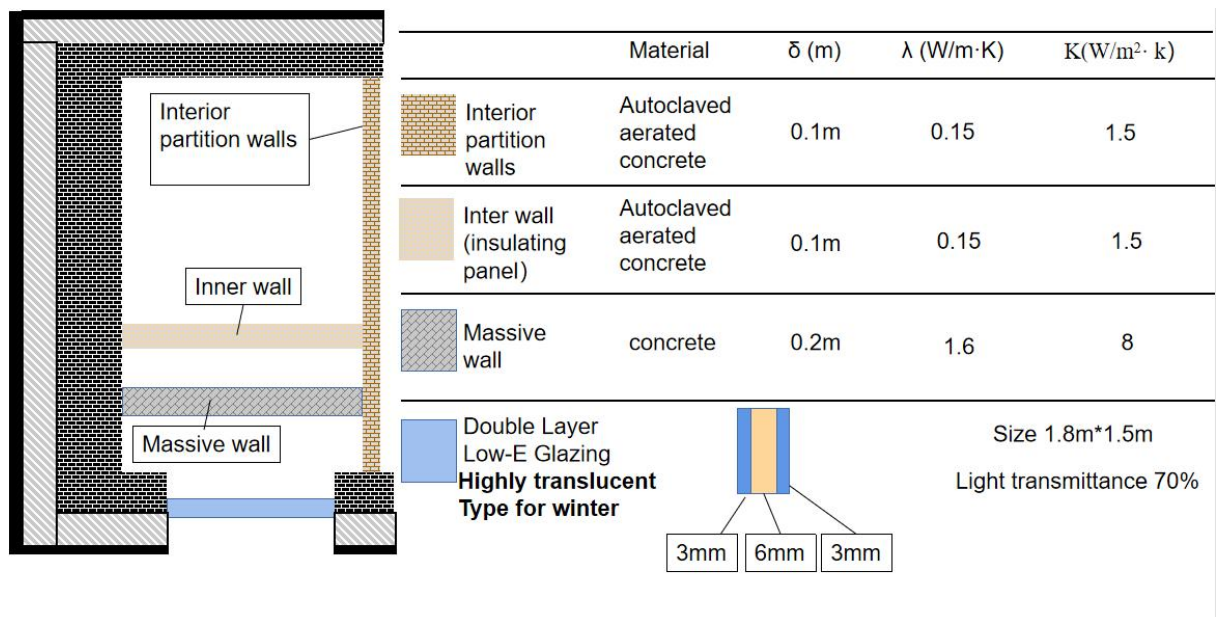 Material δ (m) λ (W/m·K) K(W/m²· k)
Interior
partition walls
Interior
partition
walls
Autoclaved
aerated
concrete
0.1m 0.15 1.5
Inter wall
(insulating
panel)
Autoclaved
aerated
concrete
0.1m 0.15 1.5
Inner wall
Massive
wall
concrete 0.2m 1.6 8
Massive wall
Double Layer
Low-E Glazing
Highly translucent
Type for winter
Size 1.8m*1.5m
Light transmittance 70%
3mm 6mm 3mm